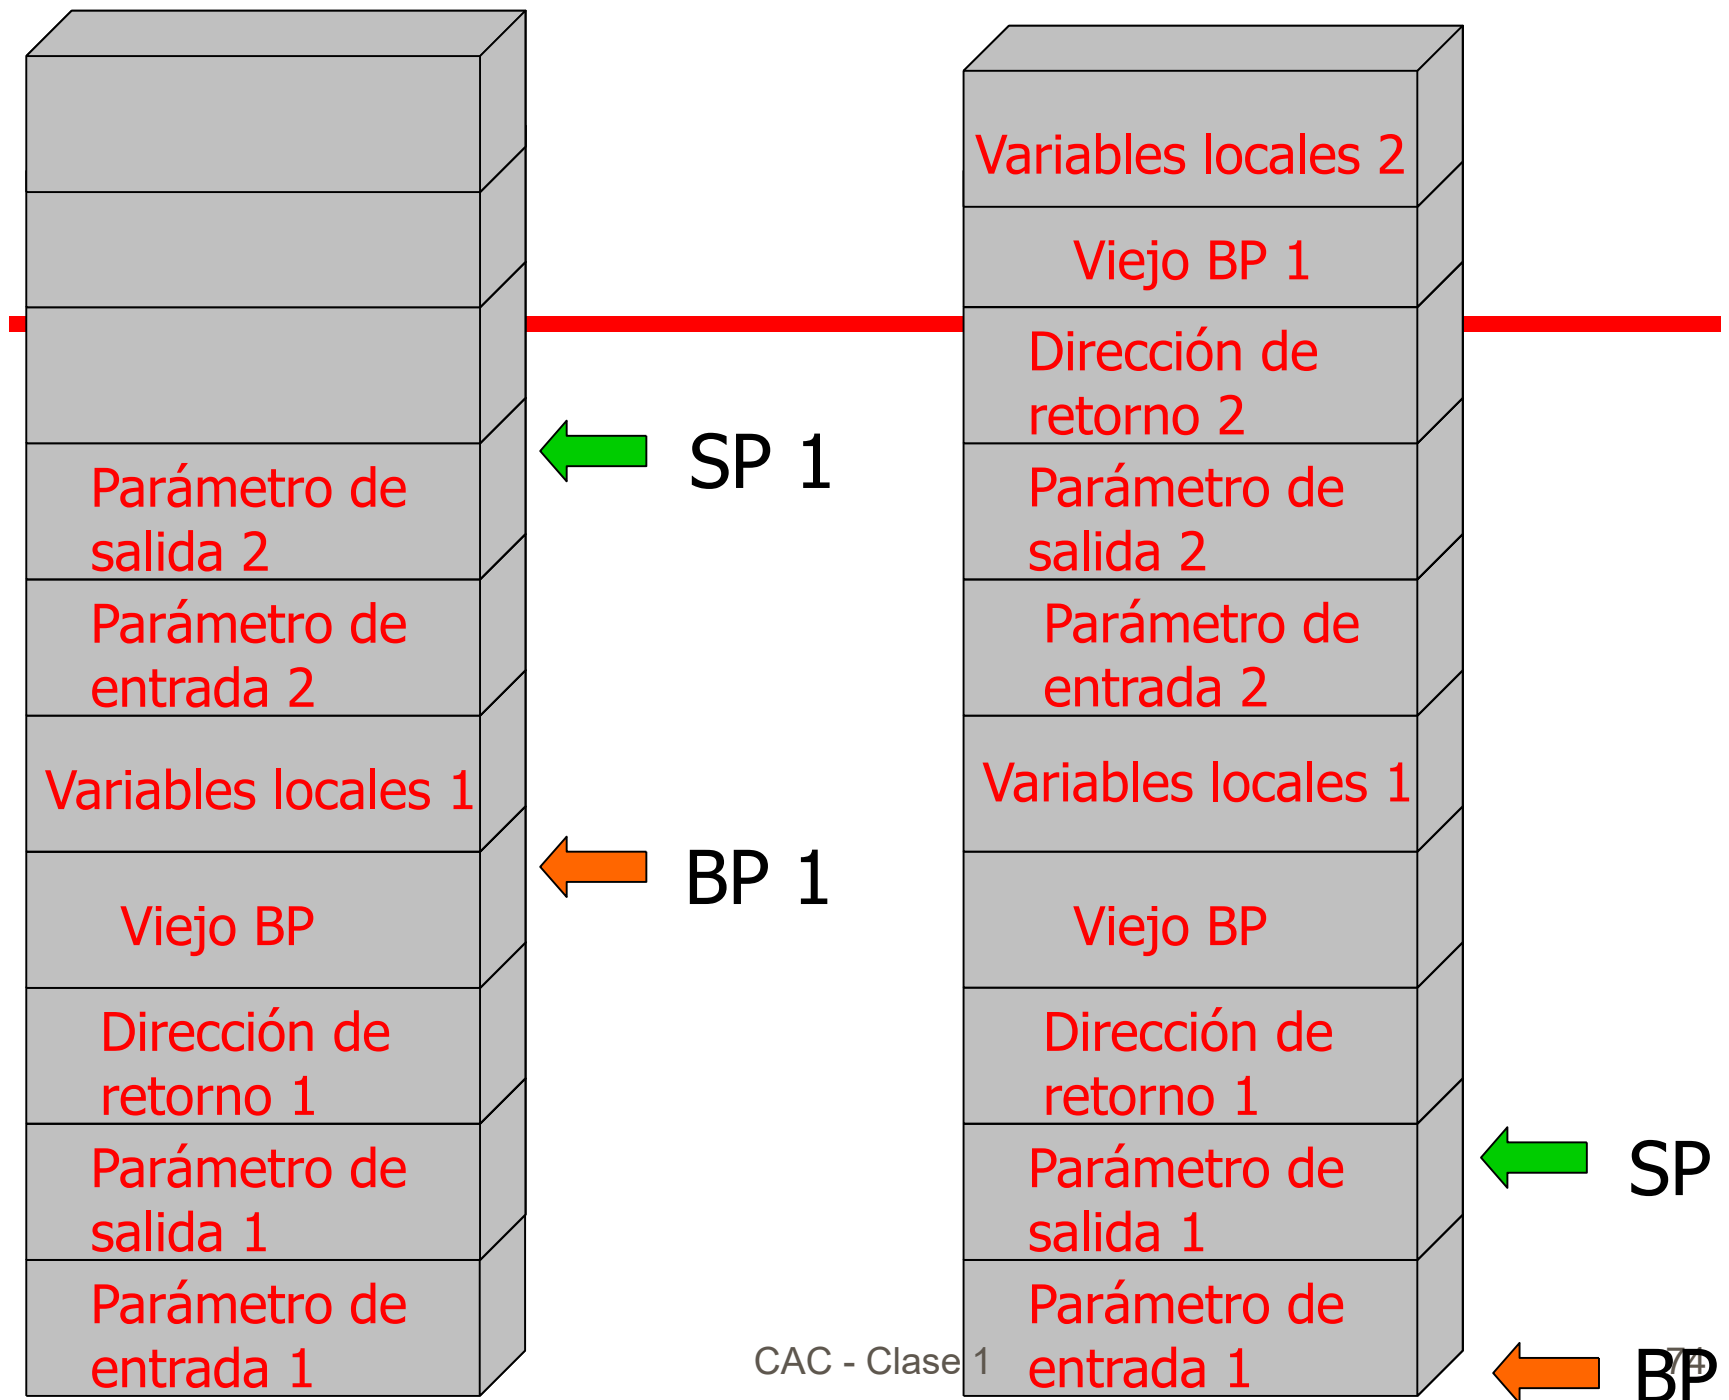 SP 1
Parámetro de
salida 2
Parámetro de
entrada 2
Variables locales 1
BP 1
Viejo BP
Dirección de
retorno 1
Parámetro de
salida 1
Parámetro de
entrada 1
Variables locales 2
Viejo BP 1
Dirección de
retorno 2
Parámetro de
salida 2
Parámetro de
entrada 2
Variables locales 1
Viejo BP
Dirección de
retorno 1
SP
Parámetro de
salida 1
Parámetro de
entrada 1
BP
CAC - Clase 1
74